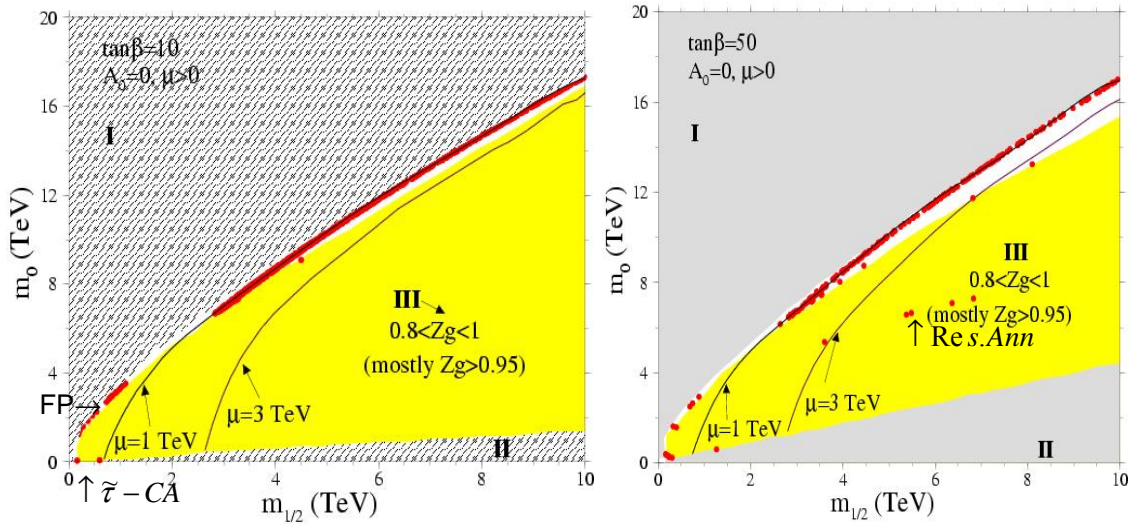 20
16
12
8
4
0
m₀ (TeV)
tanβ=10
A₀=0, μ>0
I
III
0.8<Zg<1
(mostly Zg>0.95)
FP→
μ=1 TeV
μ=3 TeV
II
0
2
4
6
8
10
↑ τ̃ – CA
m₁/₂ (TeV)
20
16
12
8
4
0
m₀ (TeV)
tanβ=50
A₀=0, μ>0
I
III
0.8<Zg<1
(mostly Zg>0.95)
↑ Re s.Ann
μ=1 TeV
μ=3 TeV
II
0
2
4
6
8
10
m₁/₂ (TeV)